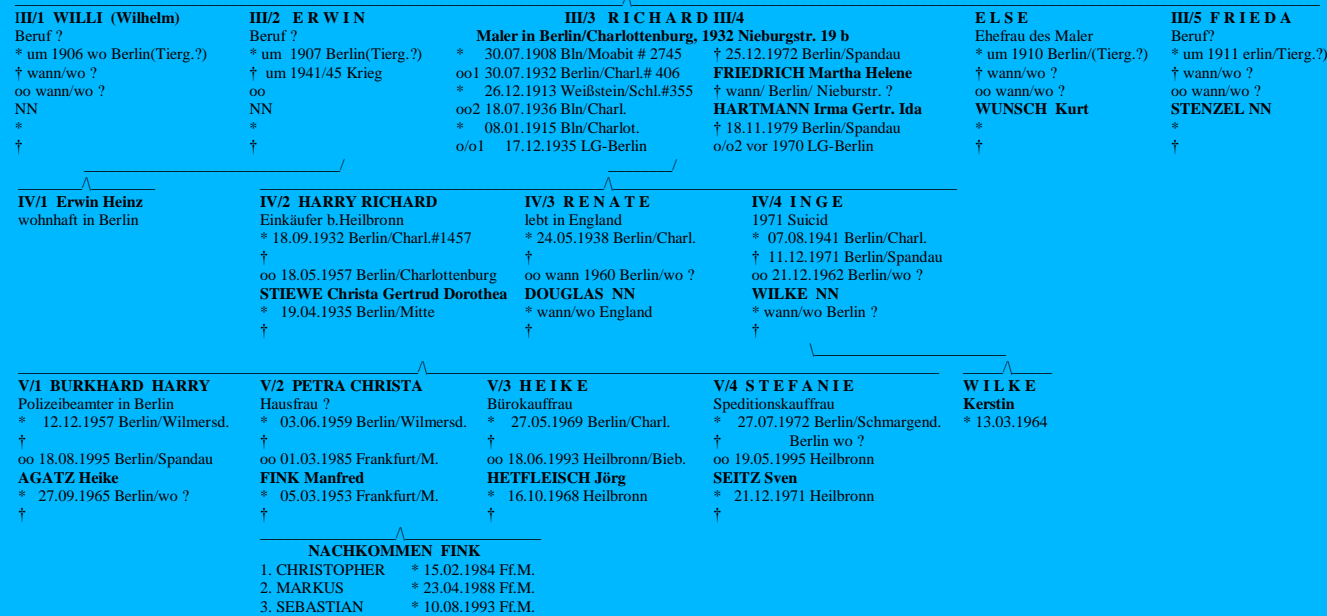 III/1 WILLI (Wilhelm)
Beruf ?
* um 1906 wo Berlin(Tierg.?)
† wann/wo ?
oo wann/wo ?
NN
*
†
III/2 E R W I N
Beruf ?
* um 1907 Berlin(Tierg.?)
† um 1941/45 Krieg
oo
NN
*
†
III/3 R I C H A R D III/4
Maler in Berlin/Charlottenburg, 1932 Nieburgstr. 19 b
* 30.07.1908 Bln/Moabit # 2745 † 25.12.1972 Berlin/Spandau
oo1 30.07.1932 Berlin/Charl.# 406 FRIEDRICH Martha Helene
* 26.12.1913 Weißstein/Schl.#355 † wann/ Berlin/ Nieburstr. ?
oo2 18.07.1936 Bln/Charl. HARTMANN Irma Gertr. Ida
* 08.01.1915 Bln/Charlot. † 18.11.1979 Berlin/Spandau
o/o1 17.12.1935 LG-Berlin o/o2 vor 1970 LG-Berlin
E L S E
Ehefrau des Maler
* um 1910 Berlin/(Tierg.?)
† wann/wo ?
oo wann/wo ?
WUNSCH Kurt
*
†
III/5 F R I E D A
Beruf?
* um 1911 erlin/Tierg.?)
† wann/wo ?
oo wann/wo ?
STENZEL NN
*
†
IV/1 Erwin Heinz
wohnhaft in Berlin
IV/2 HARRY RICHARD
Einkäufer b.Heilbronn
* 18.09.1932 Berlin/Charl.#1457
†
oo 18.05.1957 Berlin/Charlottenburg
STIEWE Christa Gertrud Dorothea
* 19.04.1935 Berlin/Mitte
†
IV/3 R E N A T E
lebt in England
* 24.05.1938 Berlin/Charl.
†
oo wann 1960 Berlin/wo ?
DOUGLAS NN
* wann/wo England
†
IV/4 I N G E
1971 Suicid
* 07.08.1941 Berlin/Charl.
† 11.12.1971 Berlin/Spandau
oo 21.12.1962 Berlin/wo ?
WILKE NN
* wann/wo Berlin ?
†
V/1 BURKHARD HARRY
Polizeibeamter in Berlin
* 12.12.1957 Berlin/Wilmersd.
†
oo 18.08.1995 Berlin/Spandau
AGATZ Heike
* 27.09.1965 Berlin/wo ?
†
V/2 PETRA CHRISTA
Hausfrau ?
* 03.06.1959 Berlin/Wilmersd.
†
oo 01.03.1985 Frankfurt/M.
FINK Manfred
* 05.03.1953 Frankfurt/M.
†
V/3 H E I K E
Bürokauffrau
* 27.05.1969 Berlin/Charl.
†
oo 18.06.1993 Heilbronn/Bieb.
HETFLEISCH Jörg
* 16.10.1968 Heilbronn
†
V/4 S T E F A N I E
Speditionskauffrau
* 27.07.1972 Berlin/Schmargend.
† Berlin wo ?
oo 19.05.1995 Heilbronn
SEITZ Sven
* 21.12.1971 Heilbronn
†
W I L K E
Kerstin
* 13.03.1964
NACHKOMMEN FINK
1. CHRISTOPHER * 15.02.1984 Ff.M.
2. MARKUS * 23.04.1988 Ff.M.
3. SEBASTIAN * 10.08.1993 Ff.M.